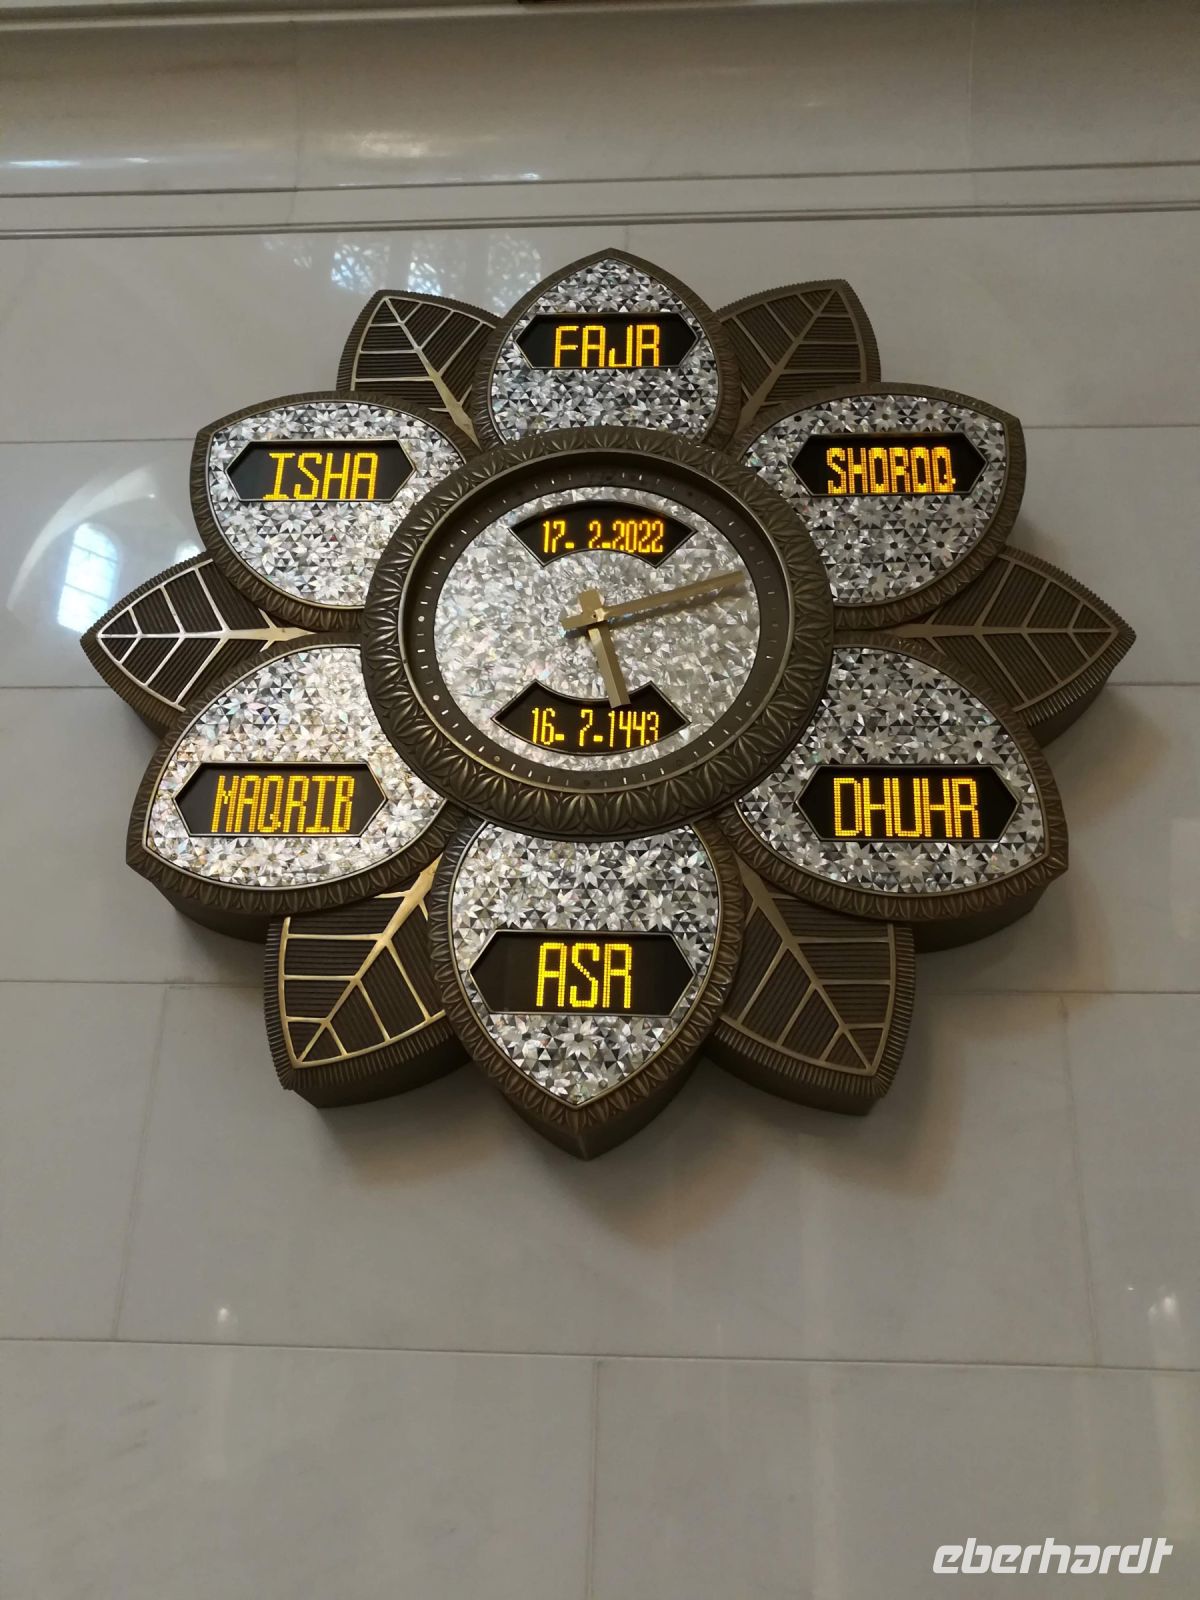 FAJR
ISHA
SHOROQ
17- 2-2022
16- 7-1443
MAQRIB
DHUHR
ASR
eberhardt